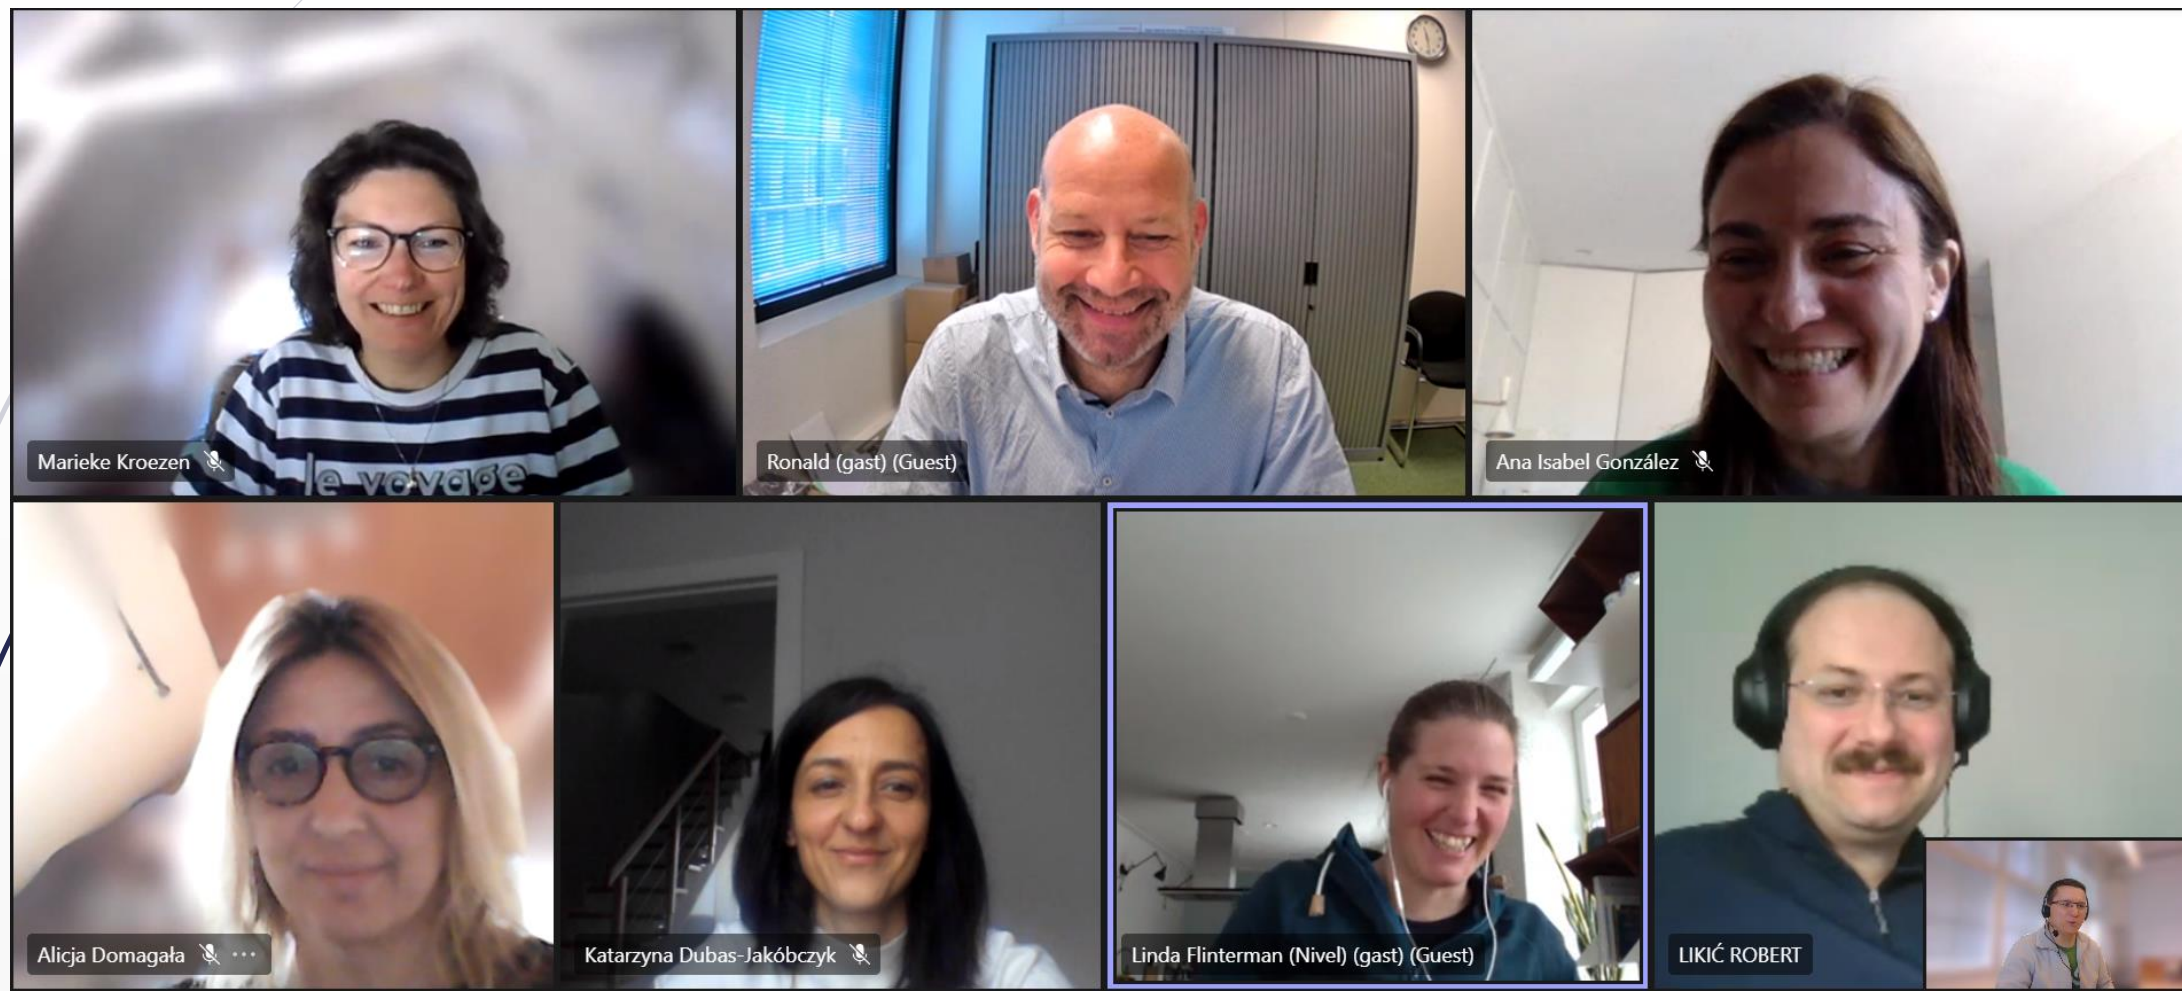 Marieke Kroezen
le voyage
Ronald (gast) (Guest)
Ana Isabel González
Alicja Domagała
Katarzyna Dubas-Jakóbczyk
Linda Flinterman (Nivel) (gast) (Guest)
LIKIĆ ROBERT